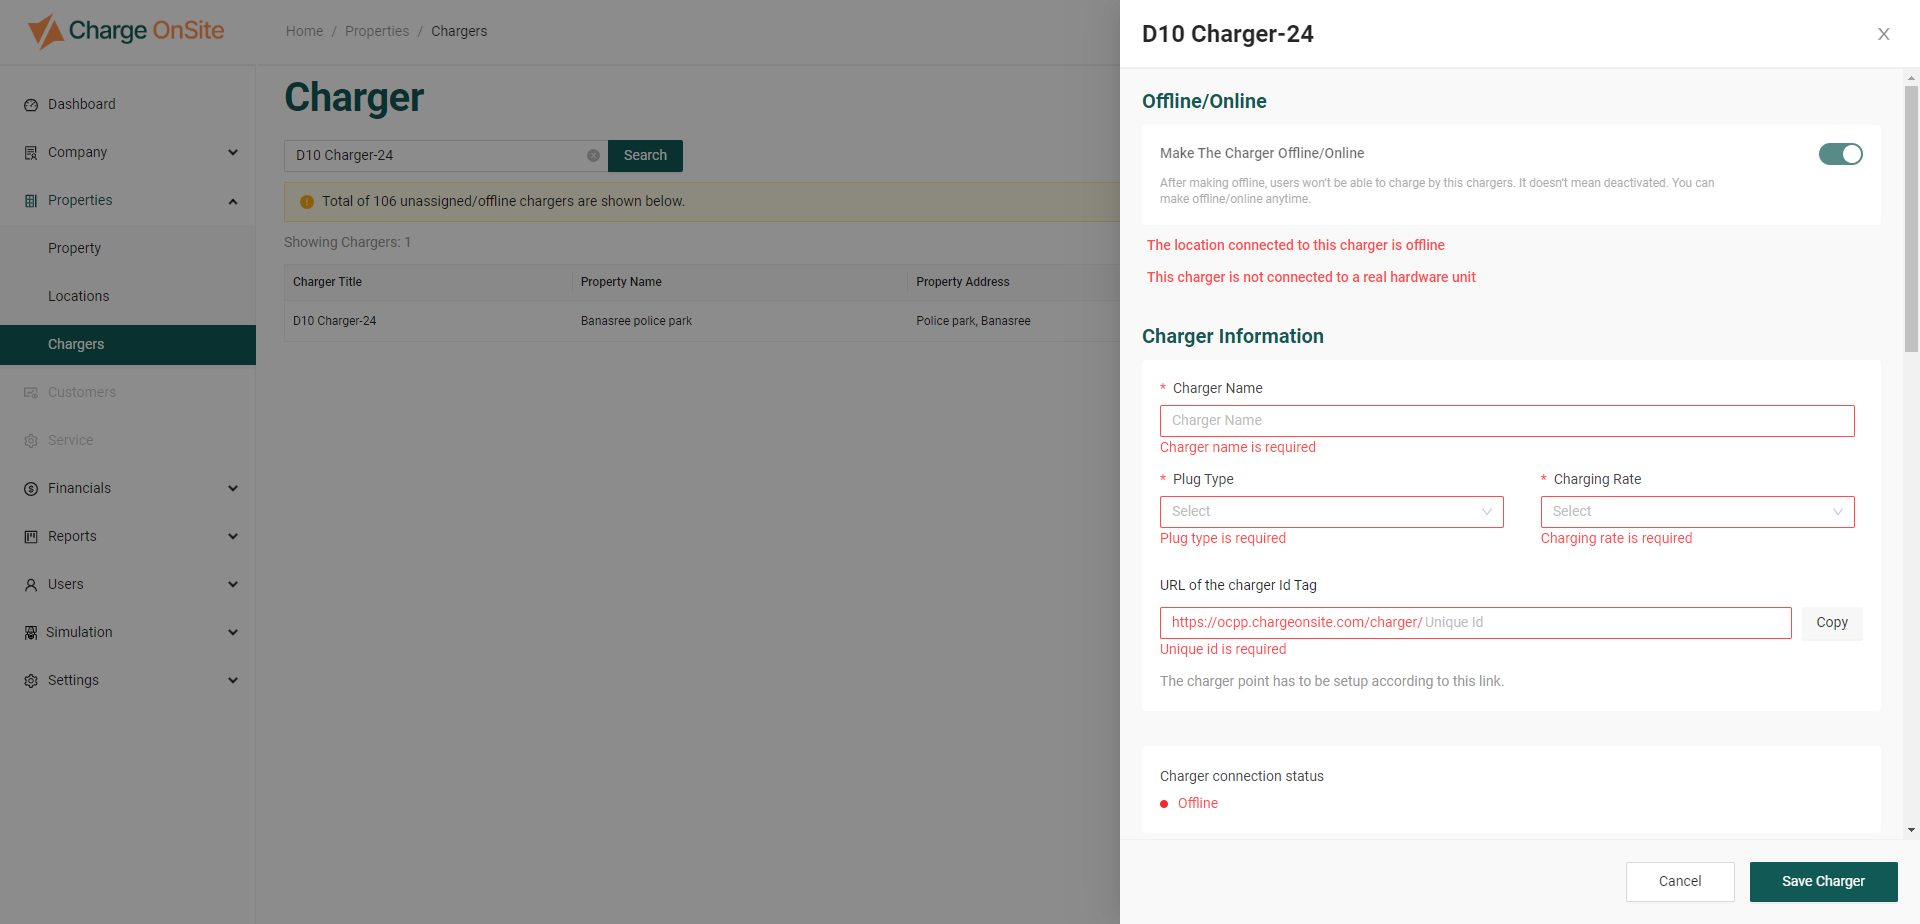 Charge OnSite
Home / Properties / Chargers
Dashboard
Company
Properties
Property
Locations
Chargers
Customers
Service
Financials
Reports
Users
Simulation
Settings
Charger
D10 Charger-24
Search
Total of 106 unassigned/offline chargers are shown below.
Showing Chargers: 1
Charger Title Property Name Property Address
D10 Charger-24 Banasree police park Police park, Banasree
D10 Charger-24
Offline/Online
Make The Charger Offline/Online
After making offline, users won't be able to charge by this chargers. It doesn't mean deactivated. You can
make offline/online anytime.
The location connected to this charger is offline
This charger is not connected to a real hardware unit
Charger Information
* Charger Name
Charger Name
Charger name is required
* Plug Type * Charging Rate
Select Select
Plug type is required Charging rate is required
URL of the charger Id Tag
https://ocpp.chargeonsite.com/charger/ Unique Id Copy
Unique id is required
The charger point has to be setup according to this link.
Charger connection status
Offline
Cancel Save Charger